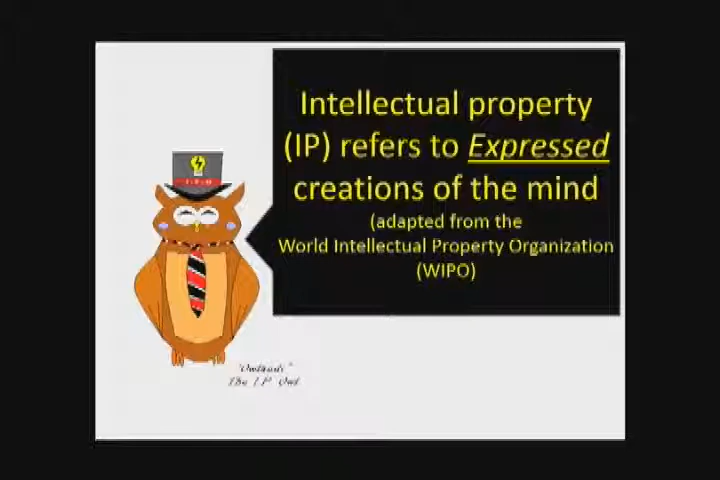 Intellectual property
(IP) refers to Expressed
creations of the mind
(adapted from the
World Intellectual Property Organization
(WIPO)
The I.P Owl